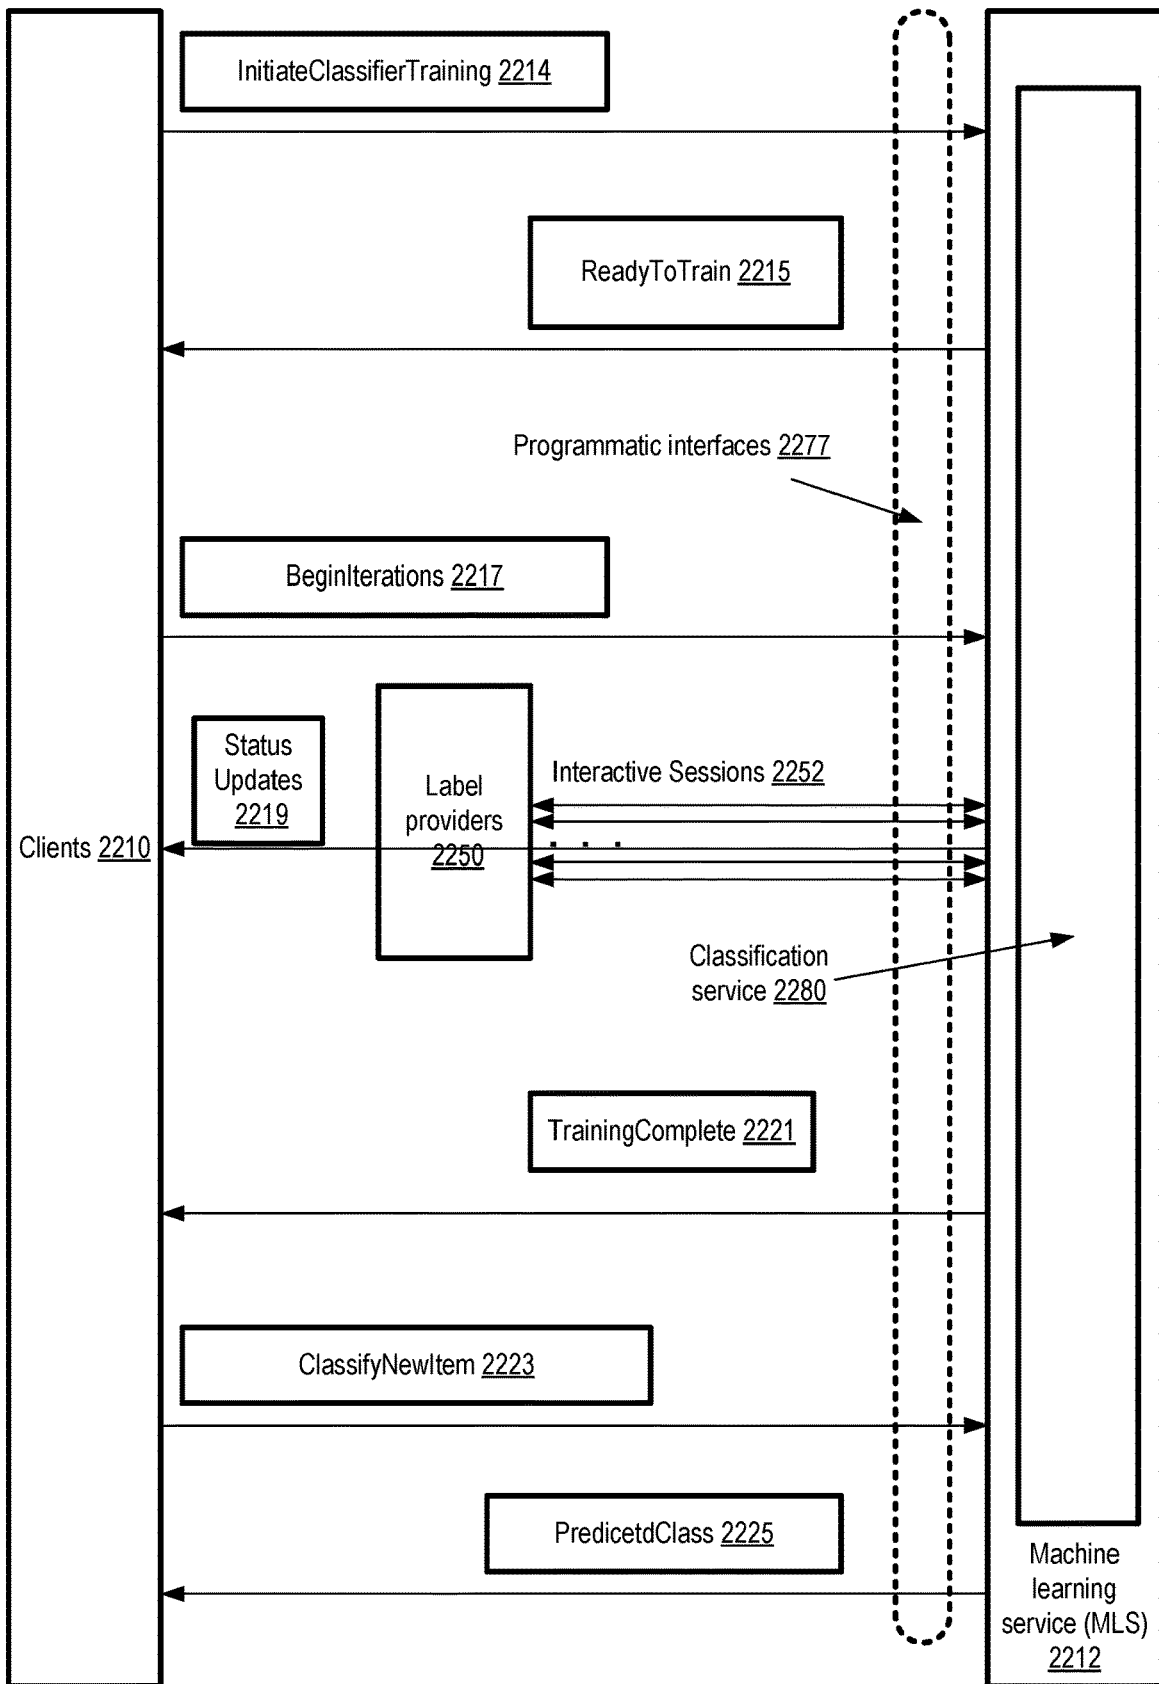 InitiateClassifierTraining 2214
ReadyToTrain 2215
Programmatic interfaces 2277
BeginIterations 2217
Status
Updates
2219
Label
providers
2250
Interactive Sessions 2252
. . .
Clients 2210
Classification
service 2280
TrainingComplete 2221
ClassifyNewItem 2223
PredicetdClass 2225
Machine
learning
service (MLS)
2212